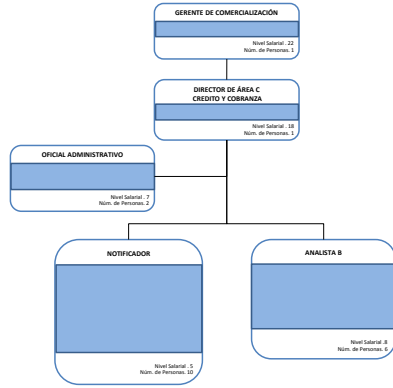 GERENTE DE COMERCIALIZACIÓN
Nivel Salarial . 22
Núm. de Personas. 1
DIRECTOR DE ÁREA C
CREDITO Y COBRANZA
Nivel Salarial . 18
Núm. de Personas. 1
OFICIAL ADMINISTRATIVO
Nivel Salarial . 7
Núm. de Personas. 2
NOTIFICADOR
Nivel Salarial . 5
Núm. de Personas. 10
ANALISTA B
Nivel Salarial .8
Núm. de Personas. 6